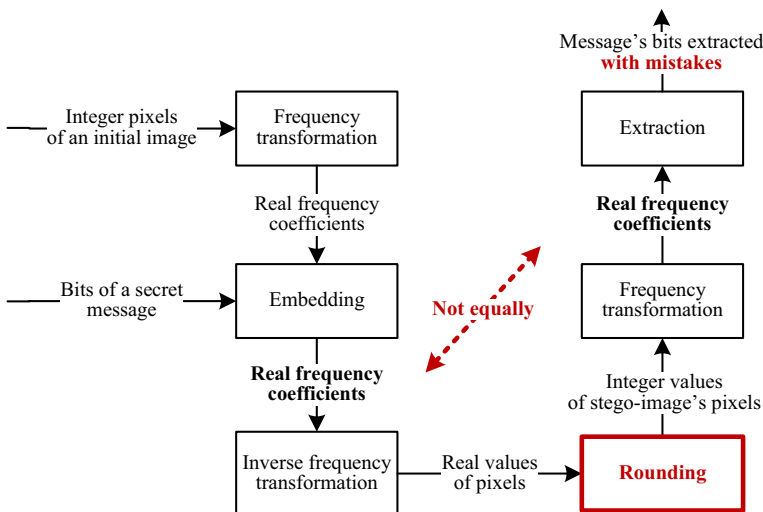 Integer pixels
of an initial image
Frequency
transformation
Real frequency
coefficients
Bits of a secret
message
Embedding
Real frequency
coefficients
Inverse frequency
transformation
Real values
of pixels
Rounding
Integer values
of stego-image's pixels
Frequency
transformation
Real frequency
coefficients
Extraction
Message's bits extracted
with mistakes
Not equally